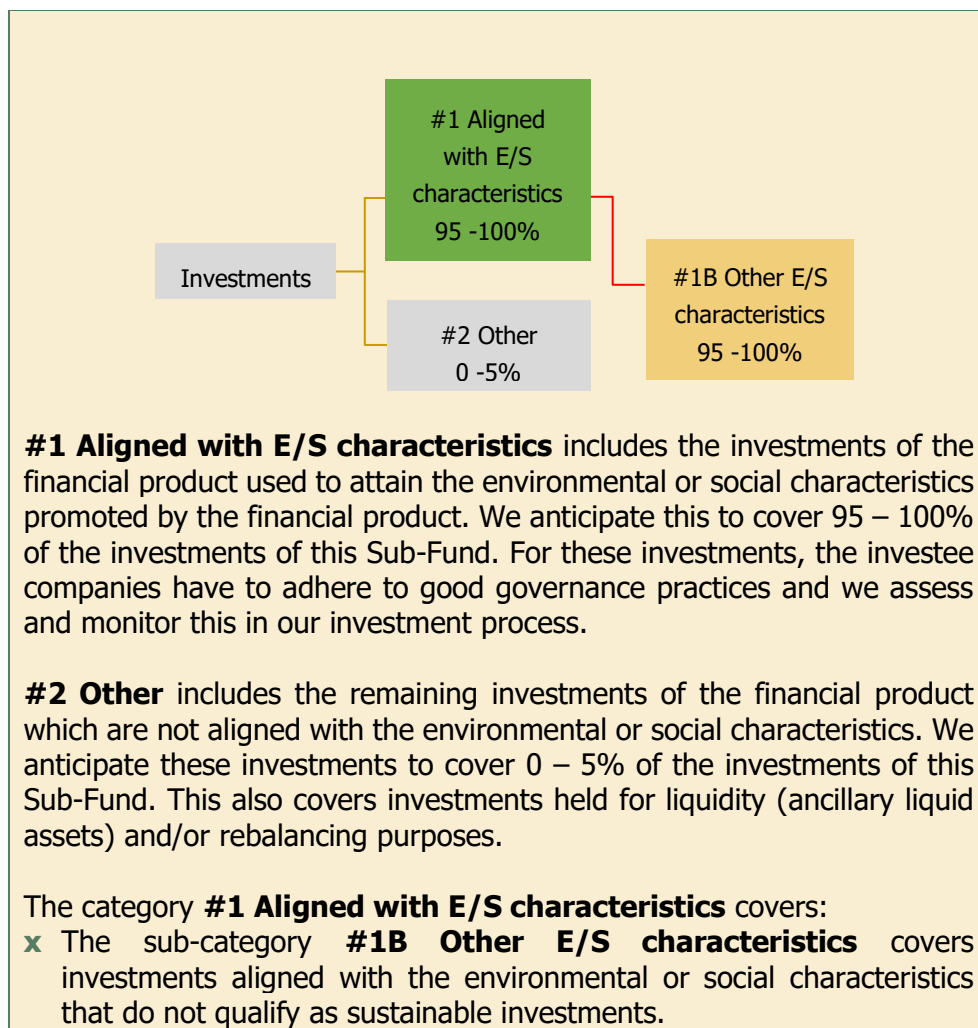 #1 Aligned
with E/S
characteristics
95 -100%
Investments
#2 Other
0 -5%
#1B Other E/S
characteristics
95 -100%
#1 Aligned with E/S characteristics includes the investments of the
financial product used to attain the environmental or social characteristics
promoted by the financial product. We anticipate this to cover 95 – 100%
of the investments of this Sub-Fund. For these investments, the investee
companies have to adhere to good governance practices and we assess
and monitor this in our investment process.
#2 Other includes the remaining investments of the financial product
which are not aligned with the environmental or social characteristics. We
anticipate these investments to cover 0 – 5% of the investments of this
Sub-Fund. This also covers investments held for liquidity (ancillary liquid
assets) and/or rebalancing purposes.
The category #1 Aligned with E/S characteristics covers:
x The sub-category #1B Other E/S characteristics covers
investments aligned with the environmental or social characteristics
that do not qualify as sustainable investments.